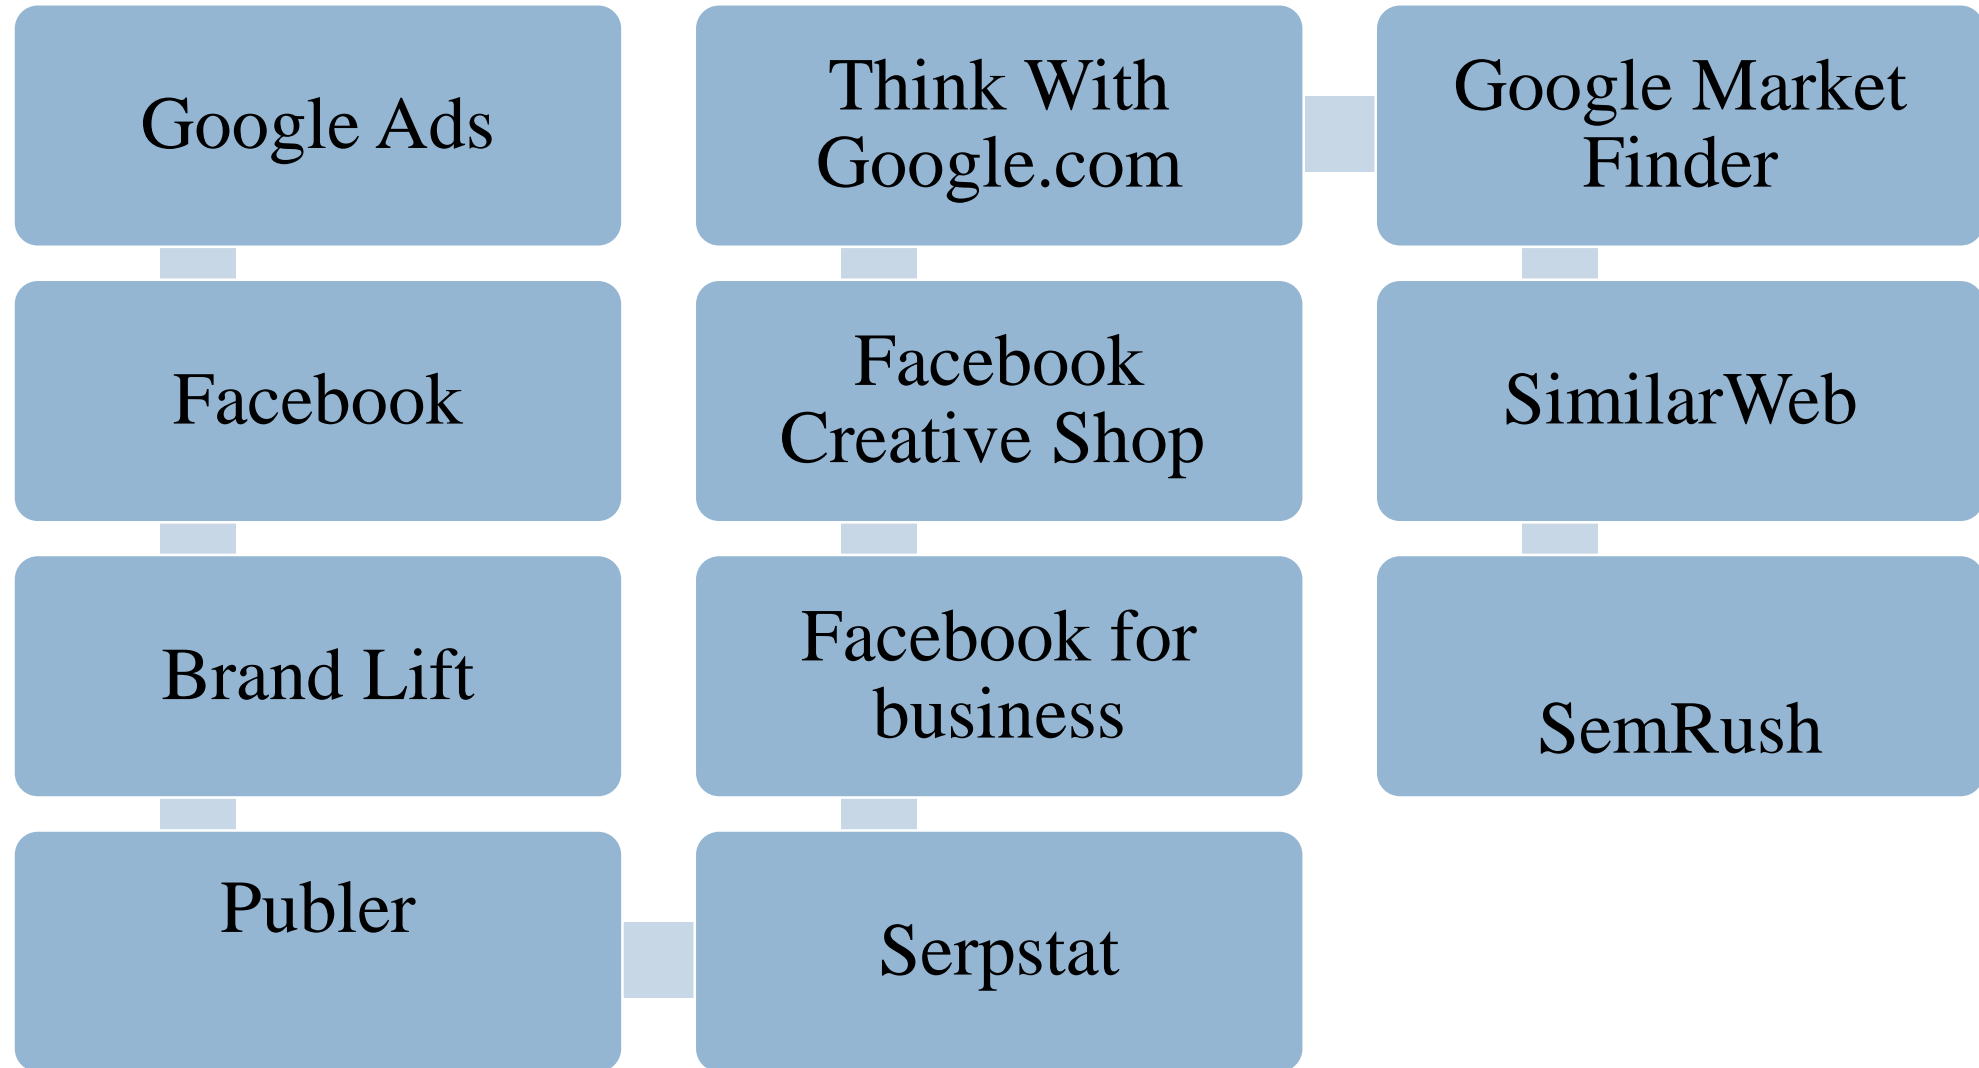 Google Ads
Facebook
Brand Lift
Publer
Serpstat
Facebook for
business
Facebook
Creative Shop
Think With
Google.com
Google Market
Finder
SimilarWeb
SemRush